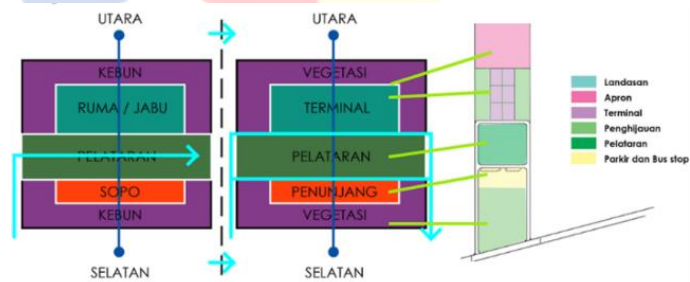 UTARA
KEBUN
RUMA / JABU
PELATARAN
SOPO
KEBUN
SELATAN
UTARA
VEGETASI
TERMINAL
PELATARAN
PENUNJANG
VEGETASI
SELATAN
Landasan
Apron
Terminal
Penghijauan
Pelataran
Parkir dan Bus stop